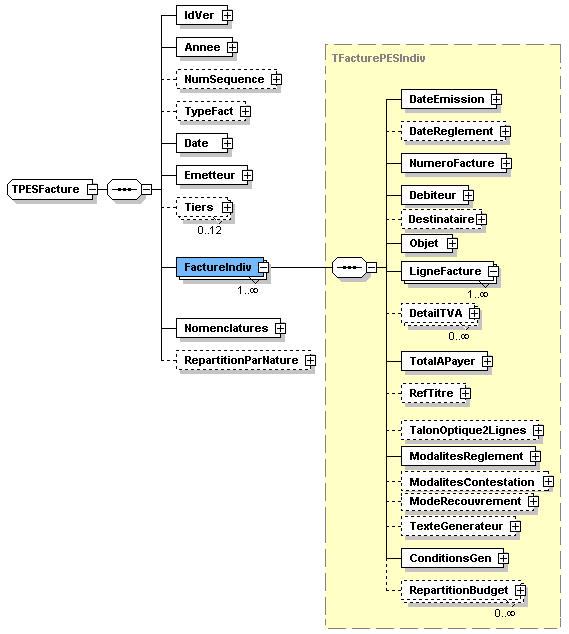 TPESFacture
IdVer
Annee
NumSequence
TypeFact
Date
Emetteur
Tiers
0..12
FactureIndiv
1..∞
Nomenclatures
RepartitionParNature
TFacturePESIndiv
DateEmission
DateReglement
NumeroFacture
Debiteur
Destinataire
Objet
LigneFacture
1..∞
DetailTVA
0..∞
TotalAPayer
RefTitre
TalonOptique2Lignes
ModalitesReglement
ModalitesContestation
ModeRecouvrement
TexteGenerateur
ConditionsGen
RepartitionBudget
0..∞